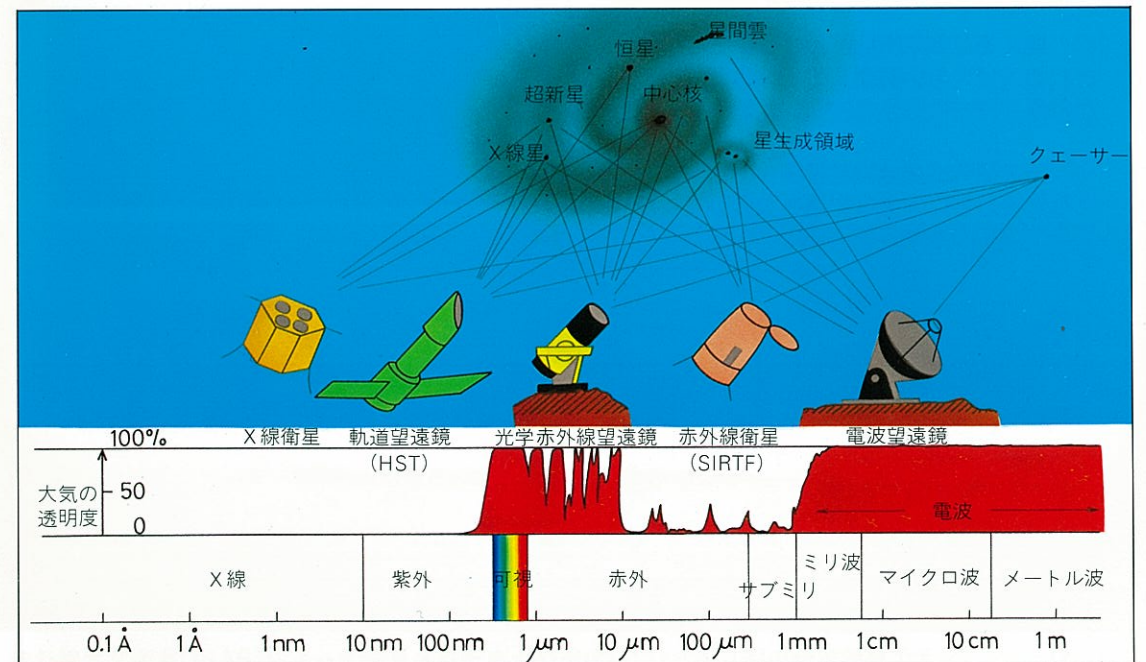 星間雲
恒星
超新星
中心核
星生成領域
X線星
クェーサー
X線衛星
軌道望遠鏡
(HST)
光学赤外線望遠鏡
赤外線衛星
(SIRTF)
電波望遠鏡
100%
大気の
透明度
50
0
電波
X線
紫外
可視
赤外
サブミリ
ミリ波
マイクロ波
メートル波
0.1Å
1Å
1nm
10nm
100nm
1μm
10μm
100μm
1mm
1cm
10cm
1m